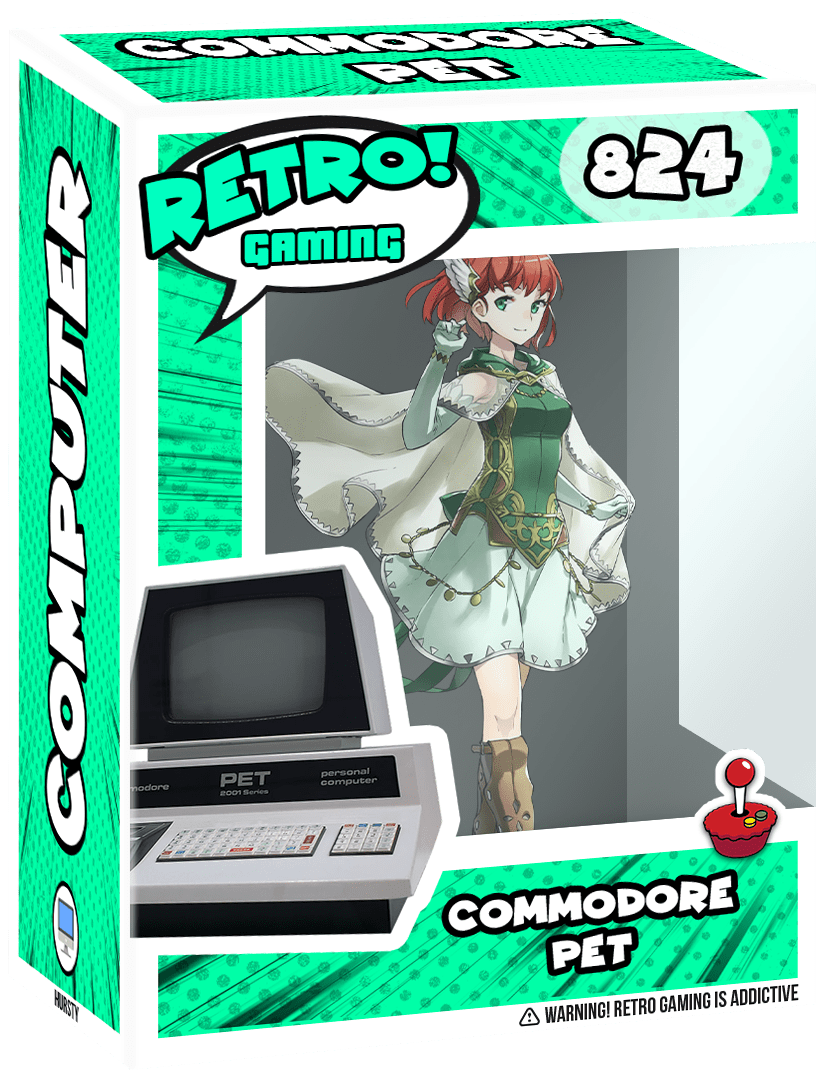 COMMODORE
PET
RETRO!
GAMING
824
COMPUTER
PET
2001 Series
personal
computer
COMMODORE
PET
HURSTY
WARNING! RETRO GAMING IS ADDICTIVE